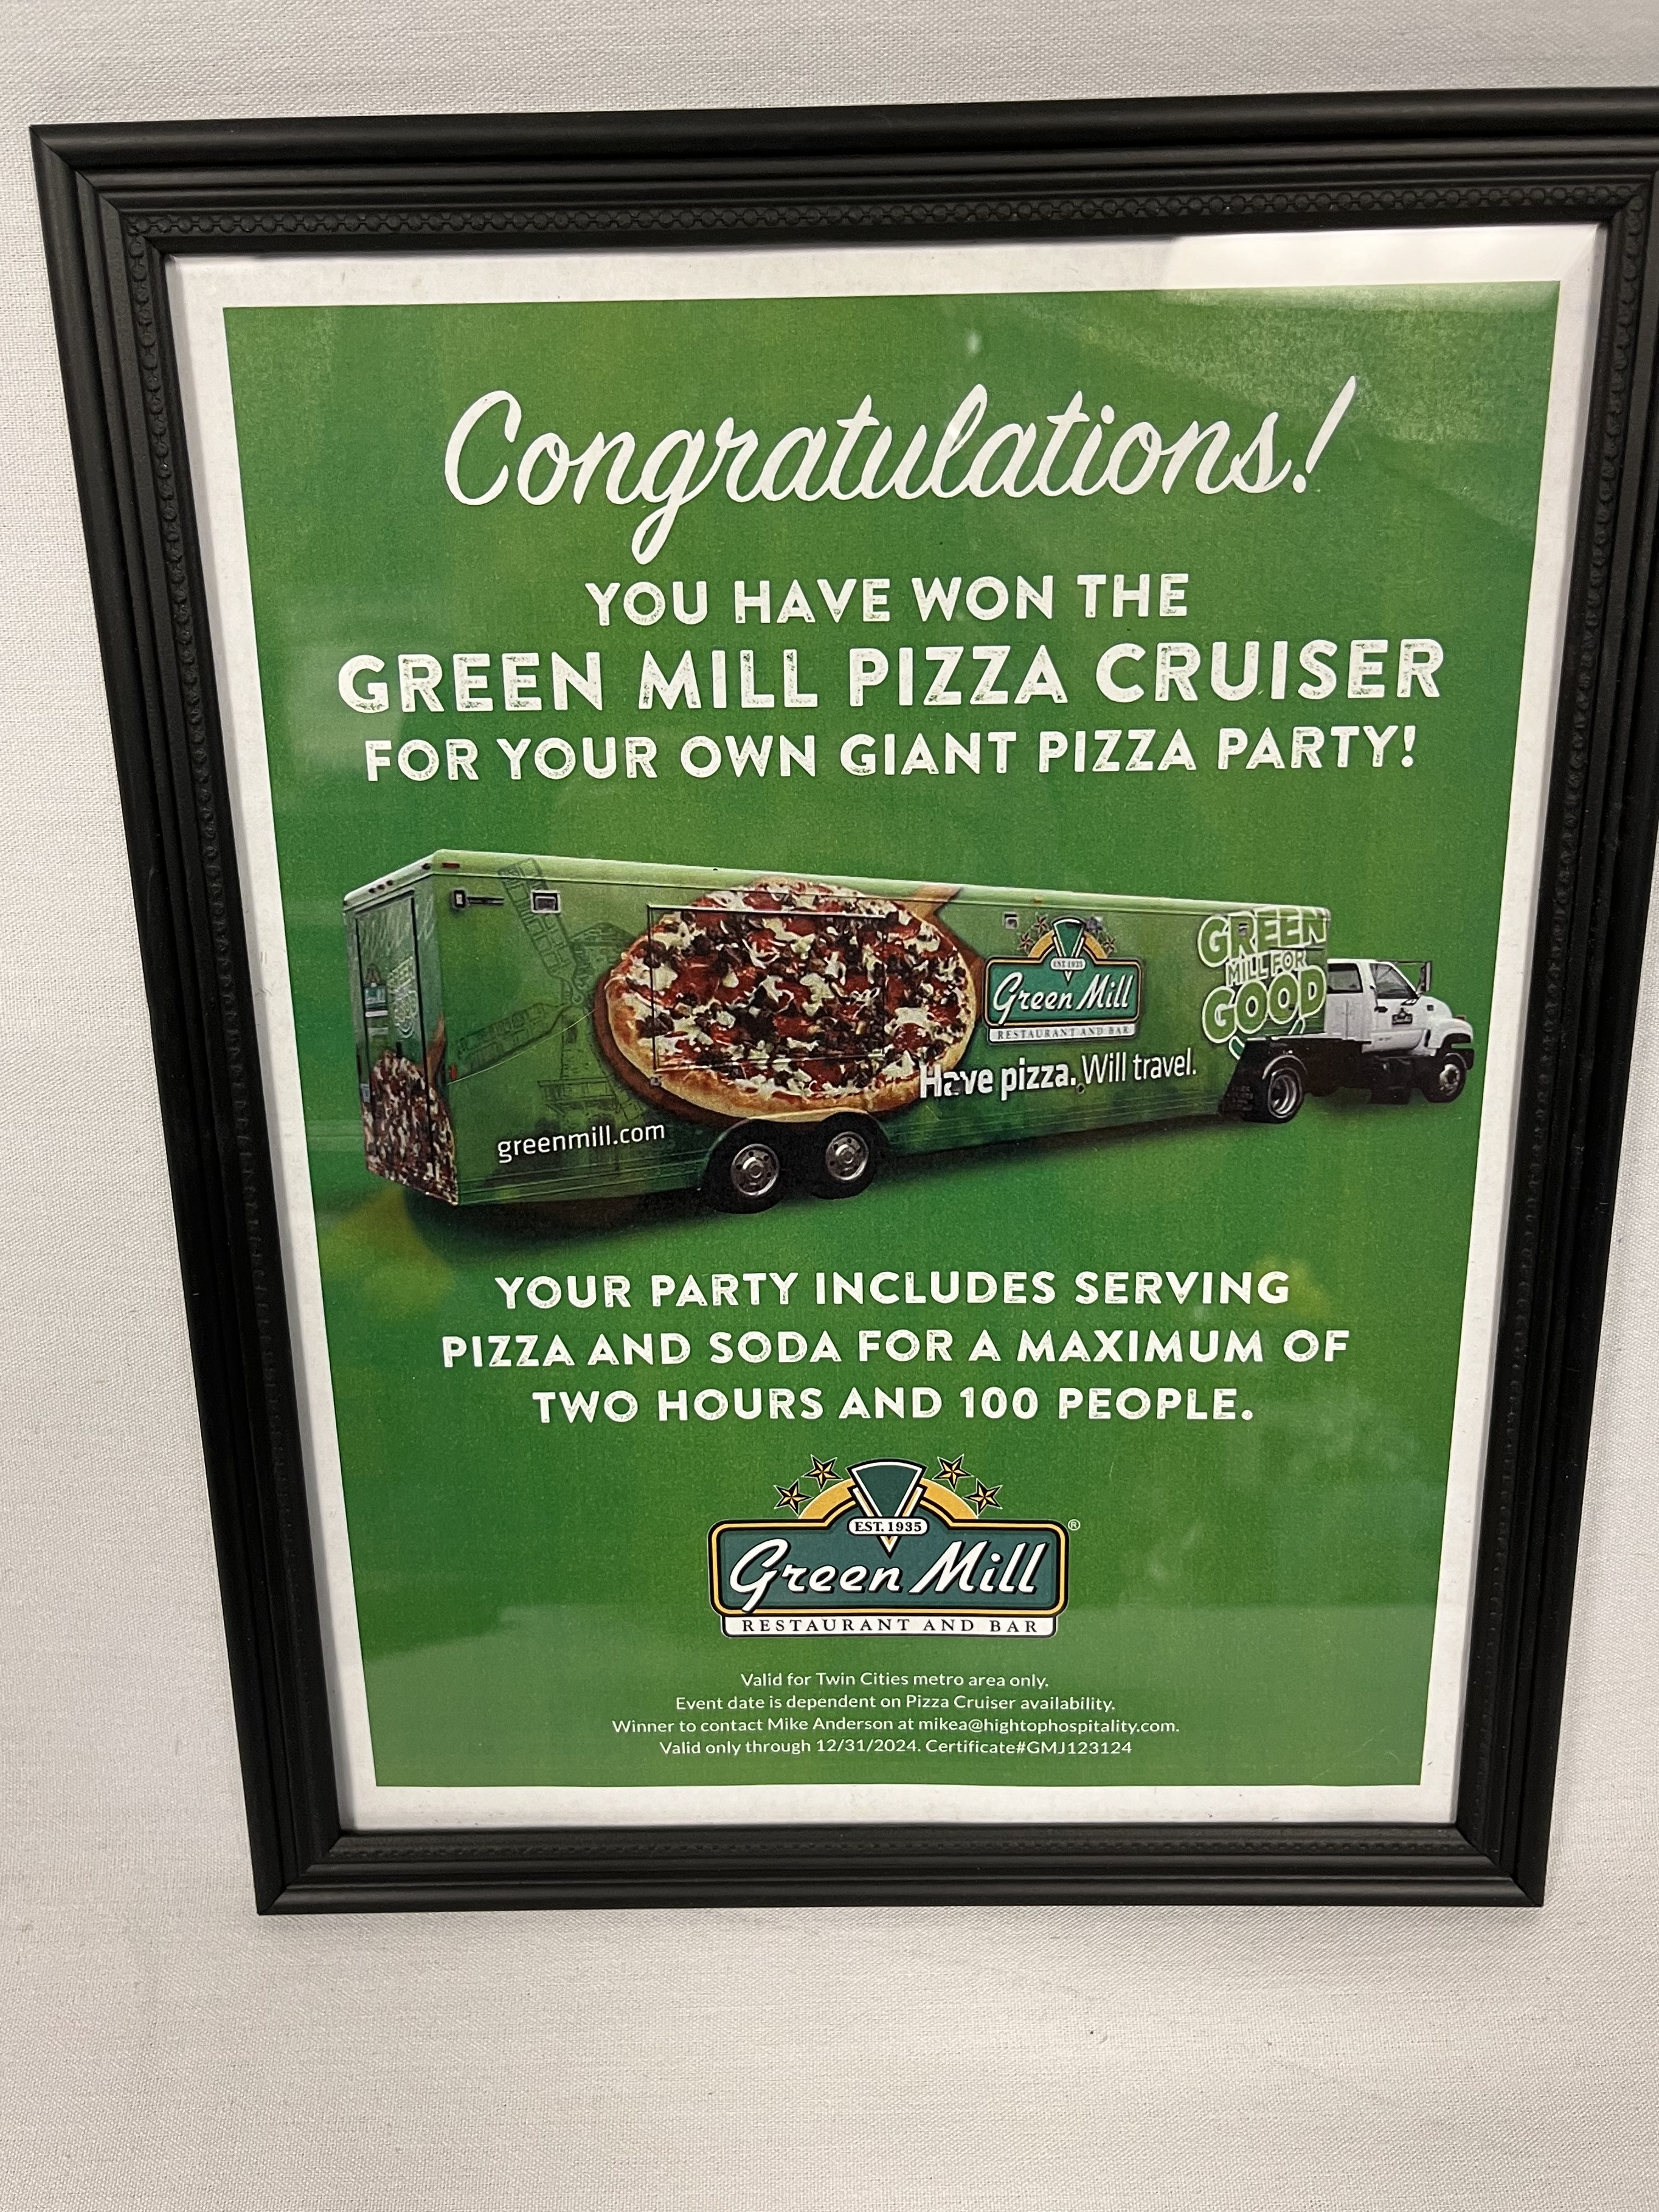 Congratulations!
YOU HAVE WON THE
GREEN MILL PIZZA CRUISER
FOR YOUR OWN GIANT PIZZA PARTY!
GREEN
MILL FOR
GOOD
EST. 1935
Green Mill
RESTAURANT AND BAR
Have pizza. Will travel.
greenmill.com
YOUR PARTY INCLUDES SERVING
PIZZA AND SODA FOR A MAXIMUM OF
TWO HOURS AND 100 PEOPLE.
EST. 1935
Green Mill®
RESTAURANT AND BAR
Valid for Twin Cities metro area only.
Event date is dependent on Pizza Cruiser availability.
Winner to contact Mike Anderson at mikea@hightophospitality.com.
Valid only through 12/31/2024. Certificate#GMJ123124